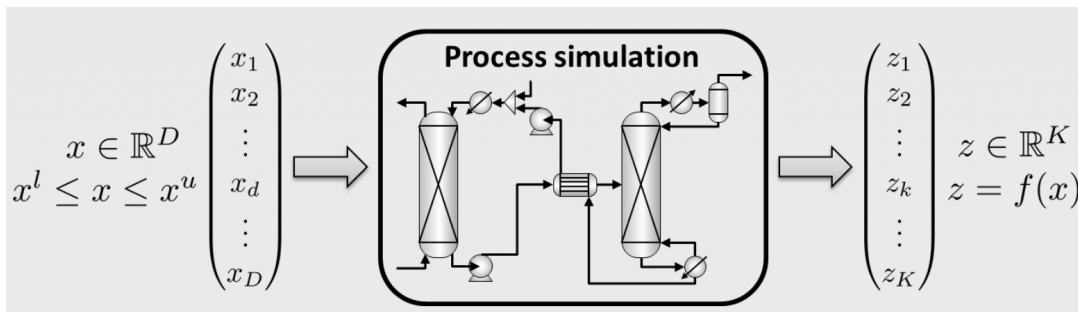 Process simulation
x ∈ ℝ^D
x^l ≤ x ≤ x^u
x_1
x_2
⋮
x_d
⋮
x_D
z_1
z_2
⋮
z_k
⋮
z_K
z ∈ ℝ^K
z = f(x)